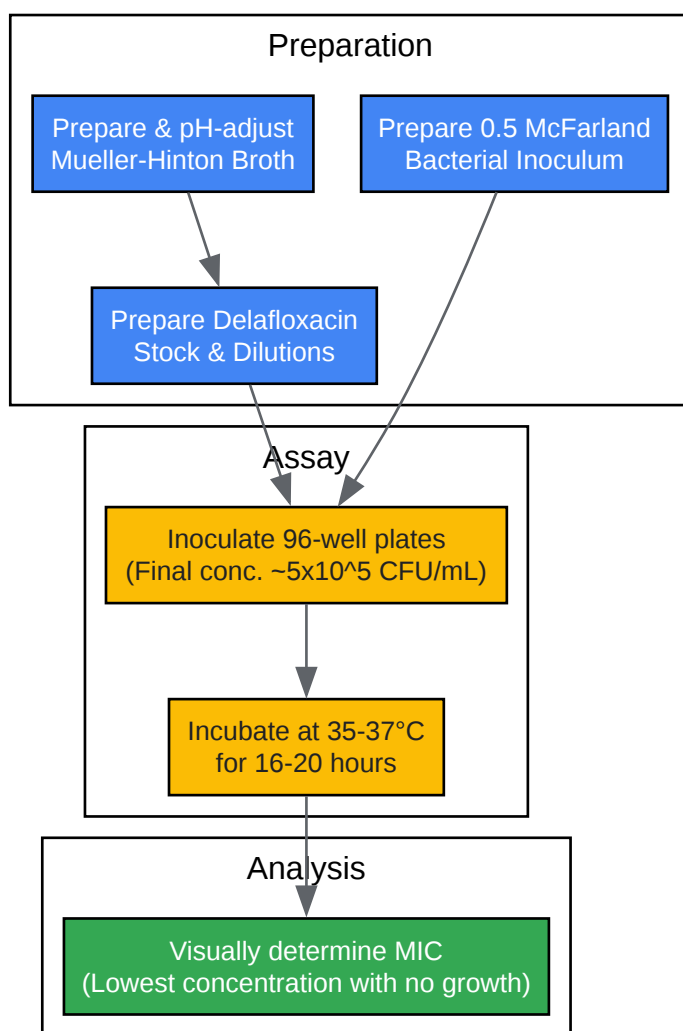 Preparation
Prepare & pH-adjust
Mueller-Hinton Broth
Prepare 0.5 McFarland
Bacterial Inoculum
Prepare Delafloxacin
Stock & Dilutions
Assay
Inoculate 96-well plates
(Final conc. ~5x10^5 CFU/mL)
Incubate at 35-37°C
for 16-20 hours
Analysis
Visually determine MIC
(Lowest concentration with no growth)